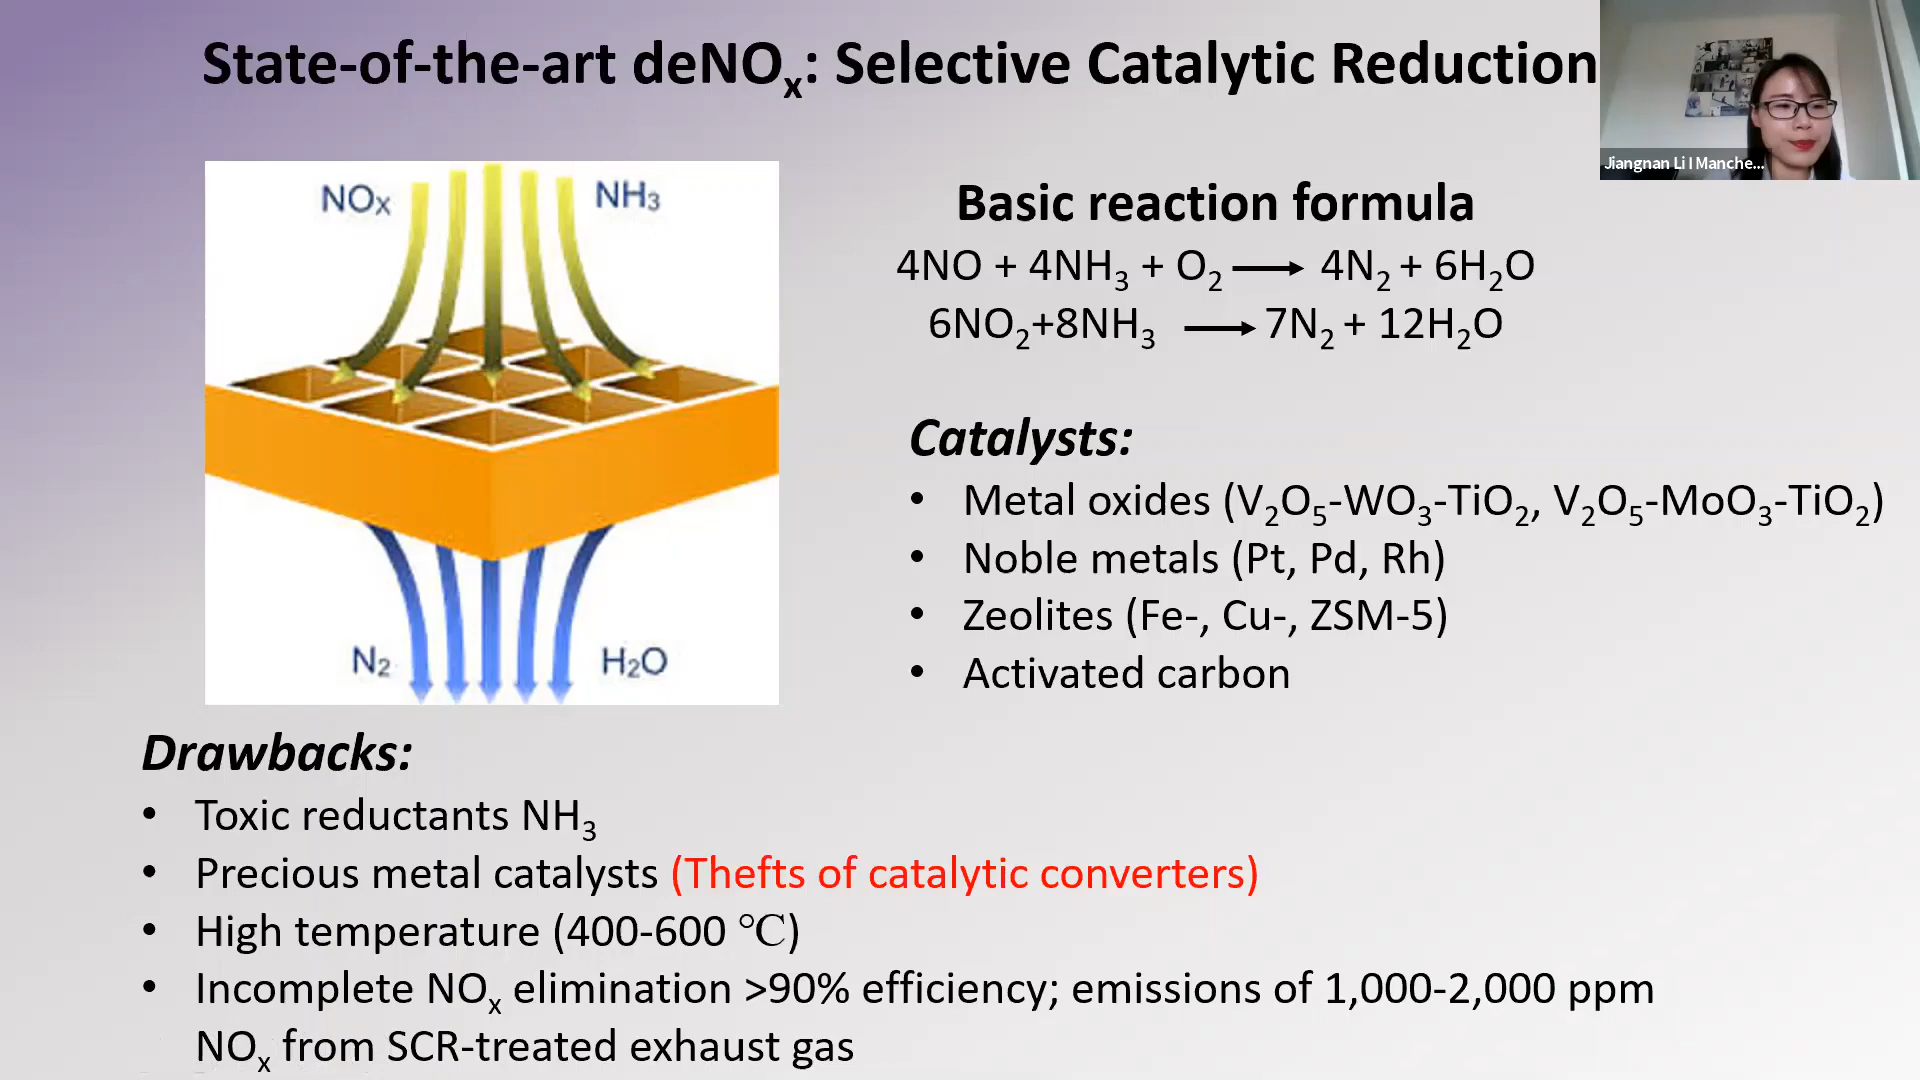 State-of-the-art deNOₓ: Selective Catalytic Reduction
Jiangnan Li I Manche...
NOx
NH₃
N₂
H₂O
Basic reaction formula
4NO + 4NH₃ + O₂ ⟶ 4N₂ + 6H₂O
6NO₂+8NH₃ ⟶ 7N₂ + 12H₂O
Catalysts:
• Metal oxides (V₂O₅-WO₃-TiO₂, V₂O₅-MoO₃-TiO₂)
• Noble metals (Pt, Pd, Rh)
• Zeolites (Fe-, Cu-, ZSM-5)
• Activated carbon
Drawbacks:
• Toxic reductants NH₃
• Precious metal catalysts (Thefts of catalytic converters)
• High temperature (400-600 ℃)
• Incomplete NOₓ elimination >90% efficiency; emissions of 1,000-2,000 ppm
NOₓ from SCR-treated exhaust gas